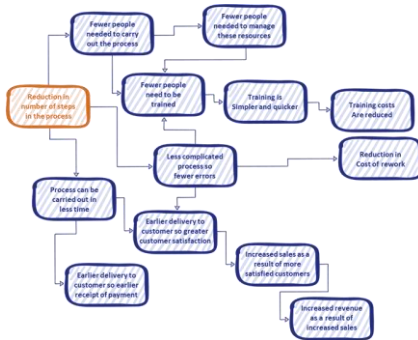 Fewer people
needed to carry
out the process
Fewer people
needed to manage
these resources
Reduction in
number of steps
in the process
Fewer people
need to be
trained
Training is
Simpler and quicker
Training costs
Are reduced
Less complicated
process so
fewer errors
Reduction in
Cost of rework
Process can be
carried out in
less time
Earlier delivery to
customer so greater
customer satisfaction
Earlier delivery to
customer so earlier
receipt of payment
Increased sales as a
result of more
satisfied customers
Increased revenue
as a result of
increased sales